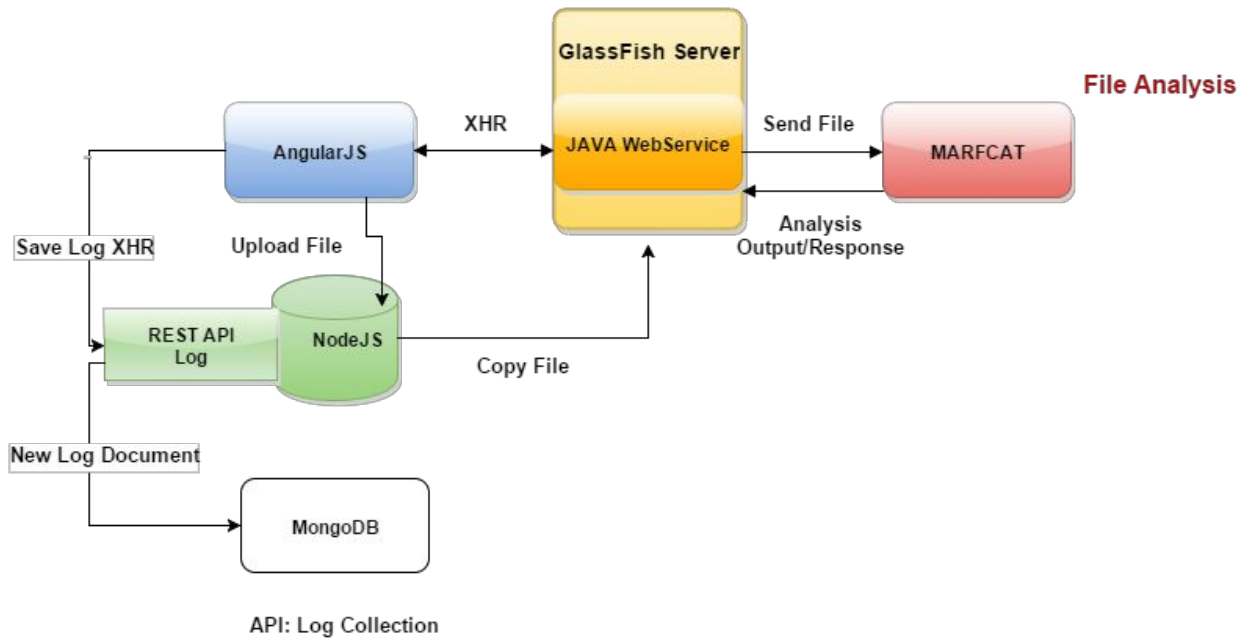 GlassFish Server
File Analysis
XHR
Send File
AngularJS
JAVA WebService
MARFCAT
Save Log XHR
Upload File
Analysis
Output/Response
REST API
Log
NodeJS
Copy File
New Log Document
MongoDB
API: Log Collection